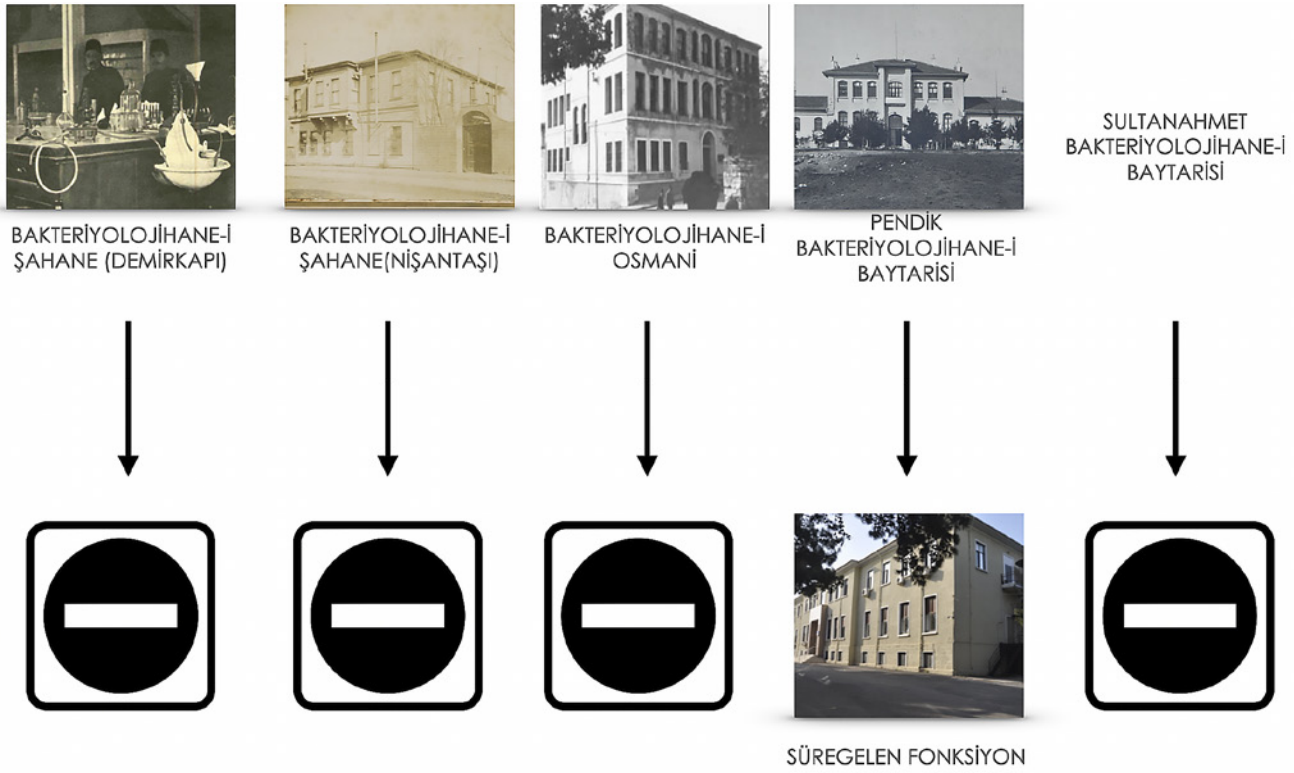 BAKTERİYOLOJİHANE-İ
ŞAHANE (DEMİRKAPI)
BAKTERİYOLOJİHANE-İ
ŞAHANE(NİŞANTAŞI)
BAKTERİYOLOJİHANE-İ
OSMANİ
PENDİK
BAKTERİYOLOJİHANE-İ
BAYTARİSİ
SULTANAHMET
BAKTERİYOLOJİHANE-İ
BAYTARİSİ
SÜREGELEN FONKSİYON